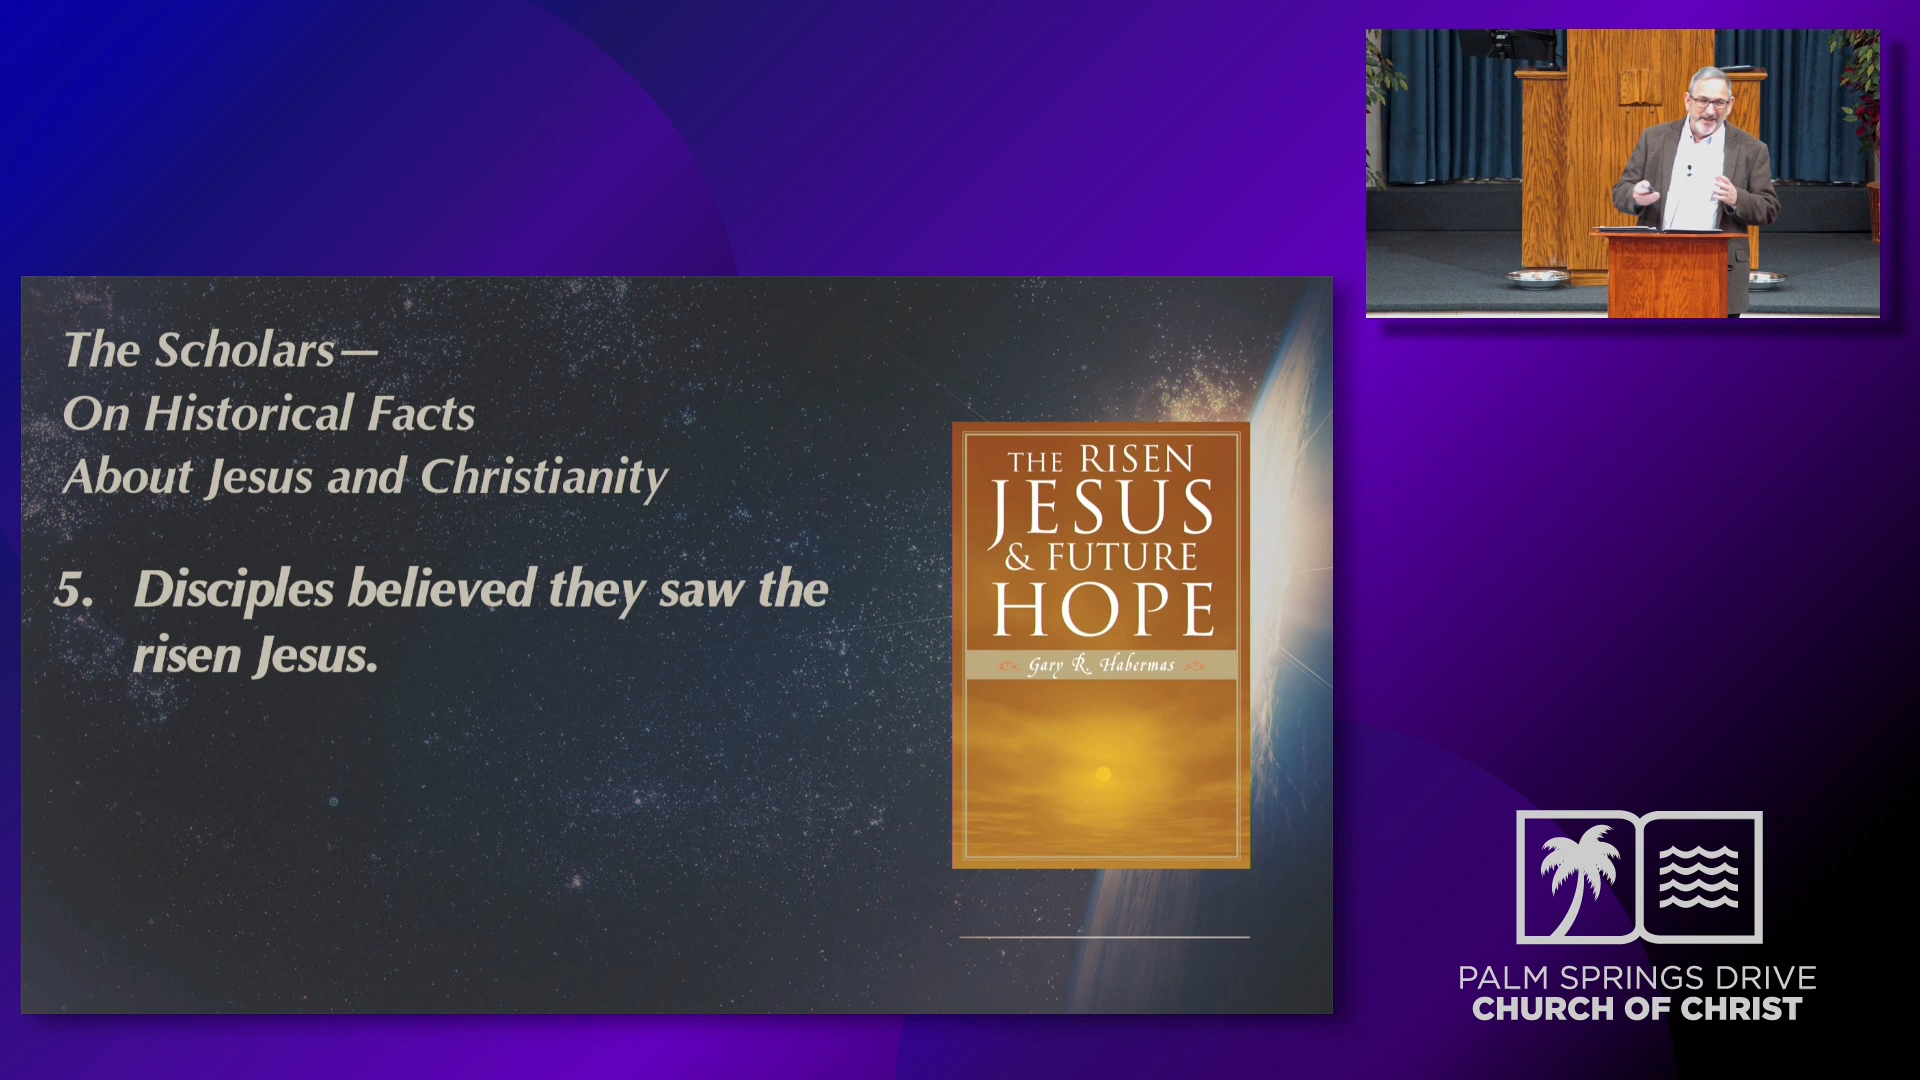 The Scholars—
On Historical Facts
About Jesus and Christianity
5. Disciples believed they saw the
risen Jesus.
THE RISEN
JESUS
& FUTURE
HOPE
Gary R. Habermas
PALM SPRINGS DRIVE
CHURCH OF CHRIST